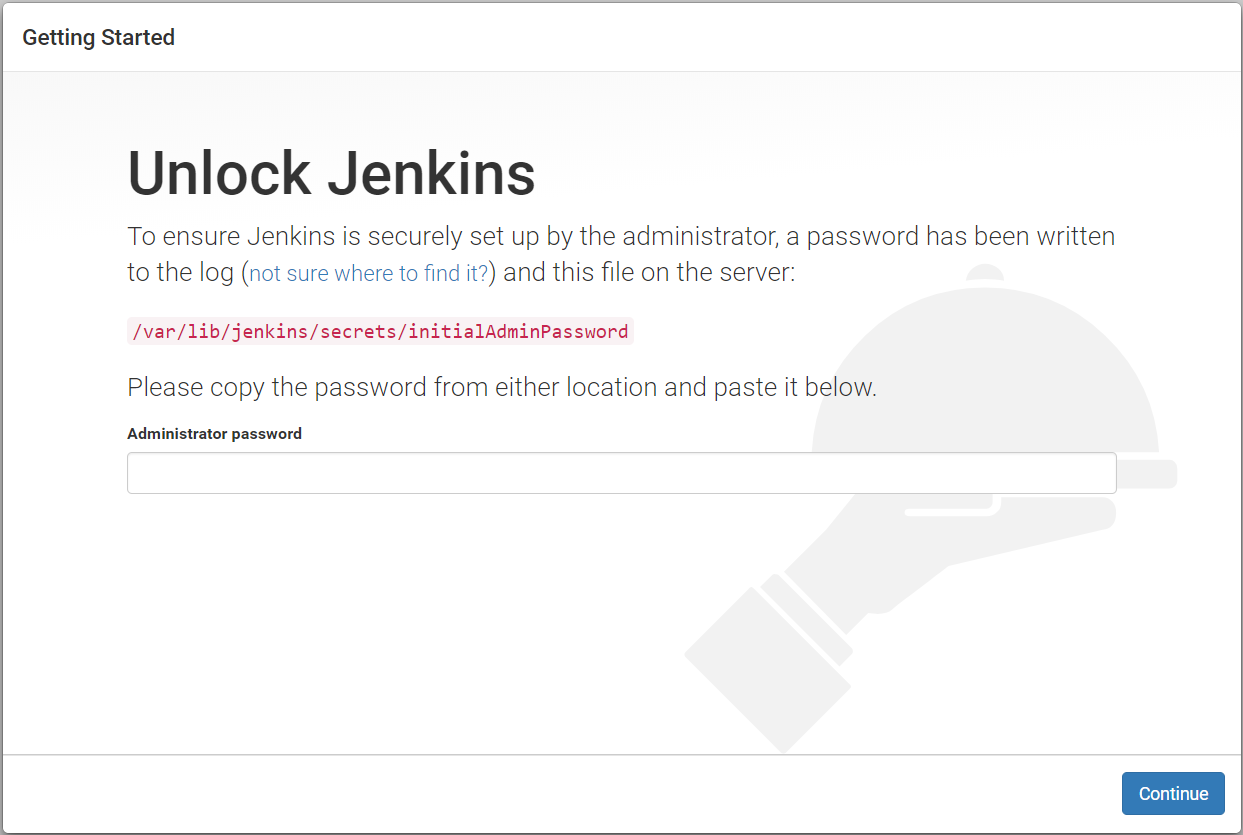 Getting Started
Unlock Jenkins
To ensure Jenkins is securely set up by the administrator, a password has been written
to the log (not sure where to find it?) and this file on the server:
/var/lib/jenkins/secrets/initialAdminPassword
Please copy the password from either location and paste it below.
Administrator password
Continue